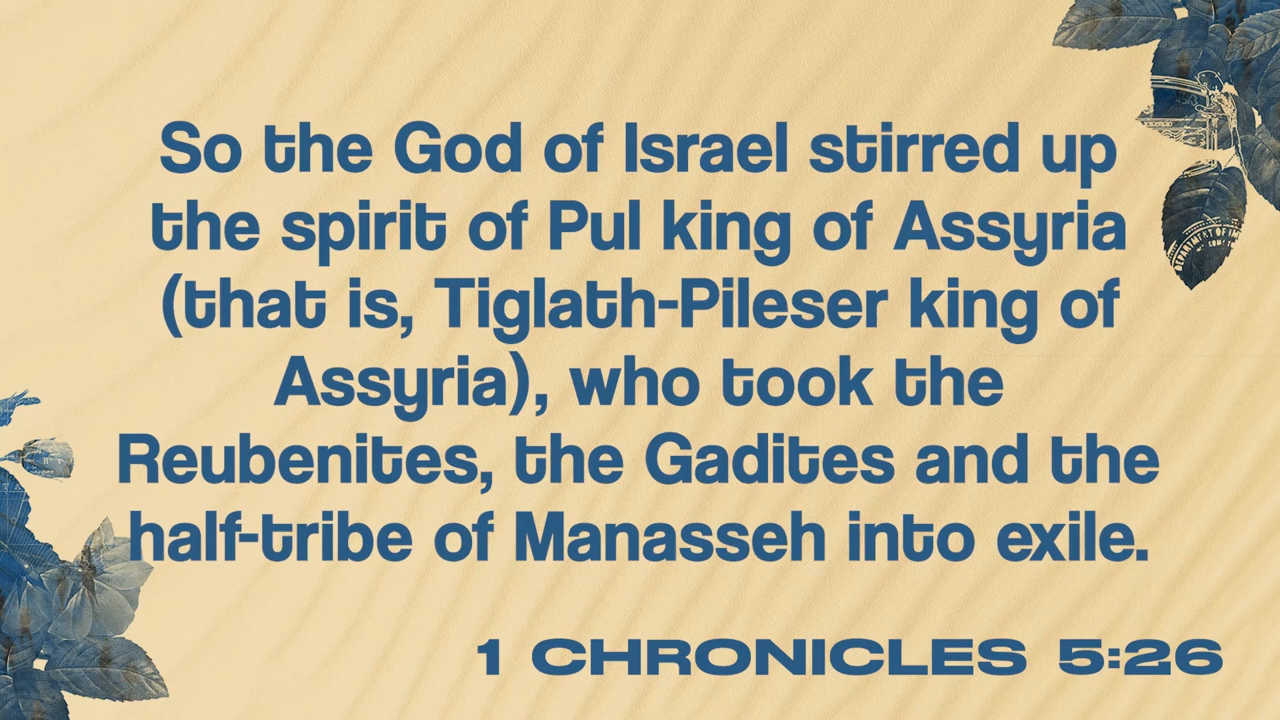 So the God of Israel stirred up
the spirit of Pul king of Assyria
(that is, Tiglath-Pileser king of
Assyria), who took the
Reubenites, the Gadites and the
half-tribe of Manasseh into exile.
1 CHRONICLES 5:26
DEPARTMENT OF